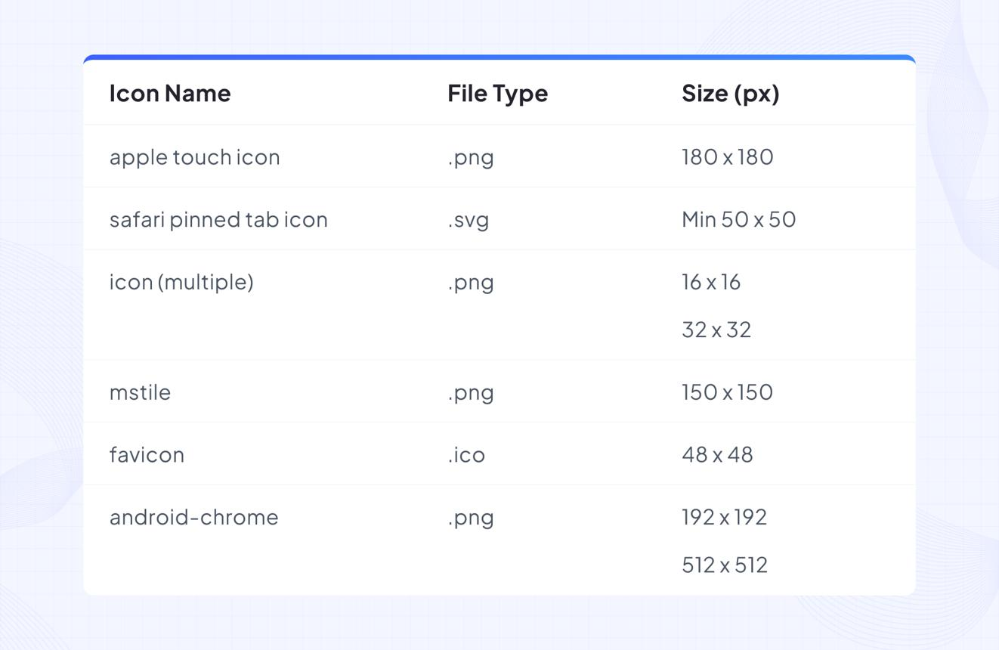 Icon Name File Type Size (px)
apple touch icon .png 180 x 180
safari pinned tab icon .svg Min 50 x 50
icon (multiple) .png 16 x 16
32 x 32
mstile .png 150 x 150
favicon .ico 48 x 48
android-chrome .png 192 x 192
512 x 512